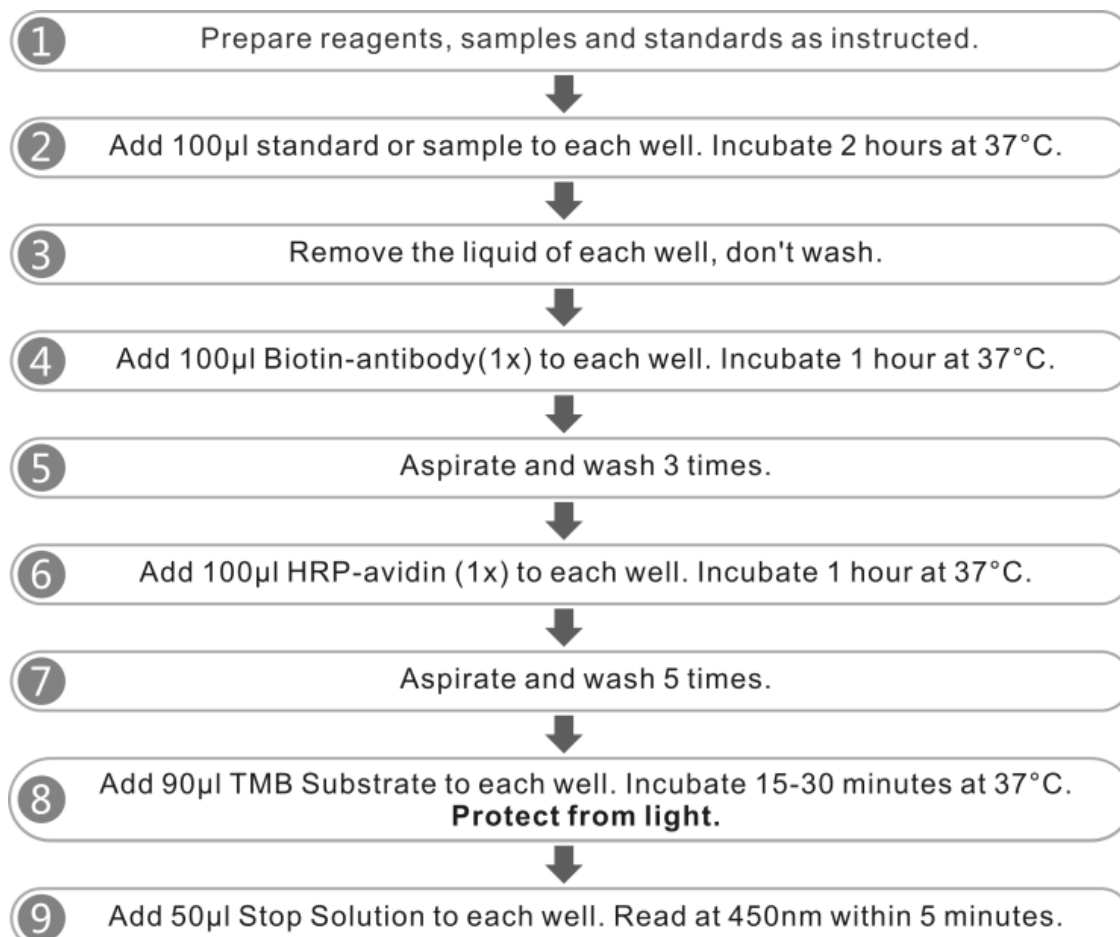 1 Prepare reagents, samples and standards as instructed.
2 Add 100μl standard or sample to each well. Incubate 2 hours at 37°C.
3 Remove the liquid of each well, don't wash.
4 Add 100μl Biotin-antibody(1x) to each well. Incubate 1 hour at 37°C.
5 Aspirate and wash 3 times.
6 Add 100μl HRP-avidin (1x) to each well. Incubate 1 hour at 37°C.
7 Aspirate and wash 5 times.
8 Add 90μl TMB Substrate to each well. Incubate 15-30 minutes at 37°C.
Protect from light.
9 Add 50μl Stop Solution to each well. Read at 450nm within 5 minutes.